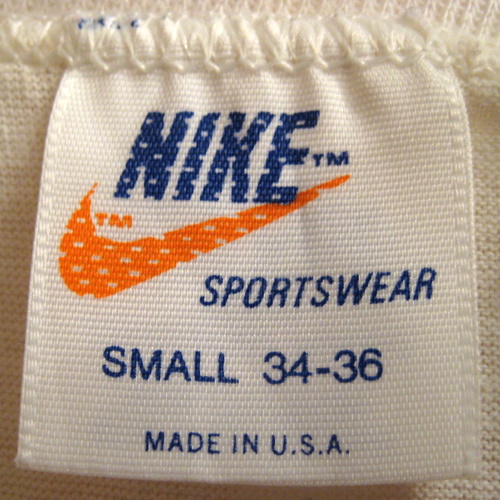 NIKE™
™
SPORTSWEAR
SMALL 34-36
MADE IN U.S.A.